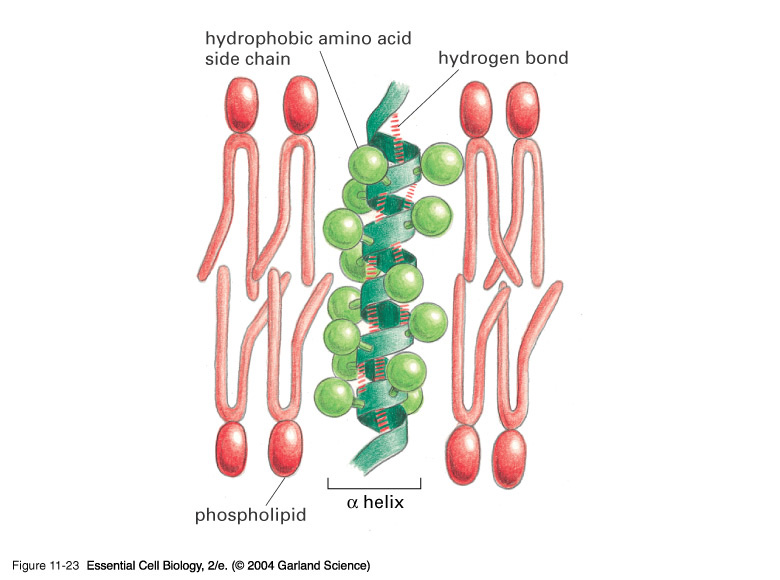 hydrophobic amino acid
side chain
hydrogen bond
α helix
phospholipid
Figure 11-23 Essential Cell Biology, 2/e. (© 2004 Garland Science)